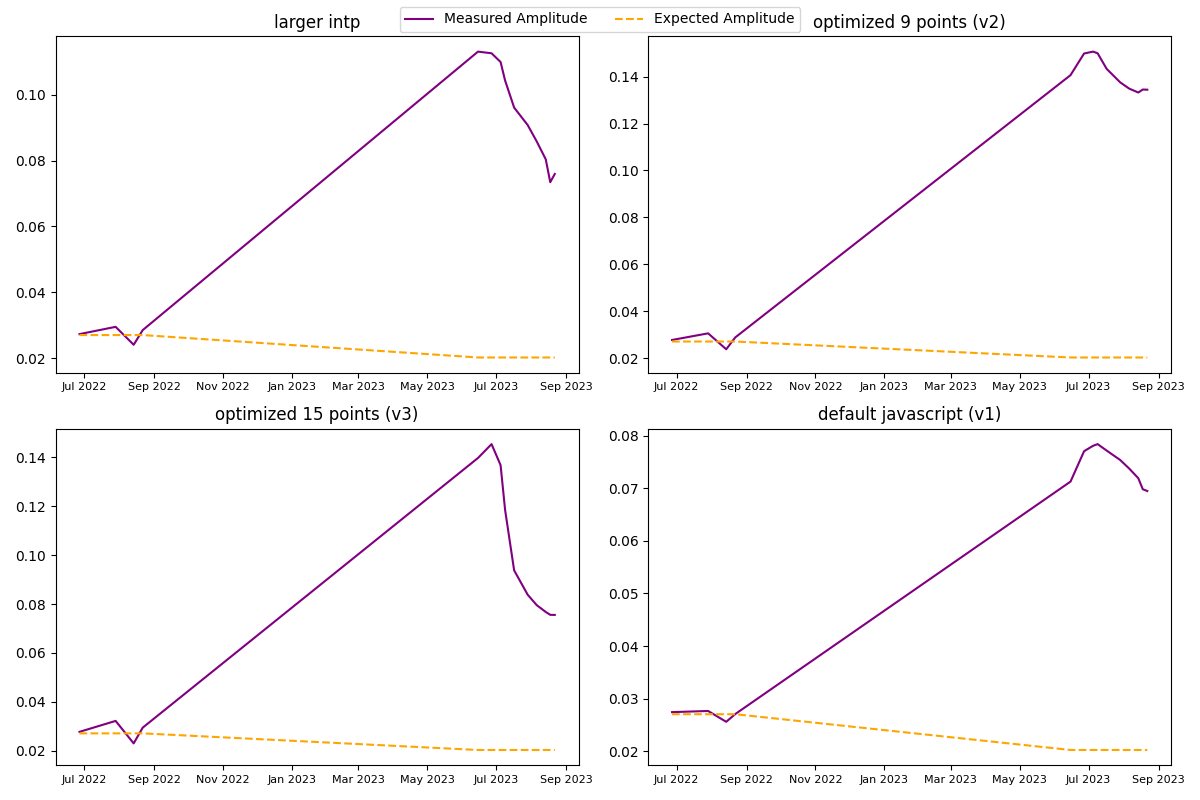 larger intp
Measured Amplitude
Expected Amplitude
optimized 9 points (v2)
0.10
0.08
0.06
0.04
0.02
Jul 2022 Sep 2022 Nov 2022 Jan 2023 Mar 2023 May 2023 Jul 2023 Sep 2023
0.14
0.12
0.10
0.08
0.06
0.04
0.02
Jul 2022 Sep 2022 Nov 2022 Jan 2023 Mar 2023 May 2023 Jul 2023 Sep 2023
optimized 15 points (v3)
0.14
0.12
0.10
0.08
0.06
0.04
0.02
Jul 2022 Sep 2022 Nov 2022 Jan 2023 Mar 2023 May 2023 Jul 2023 Sep 2023
default javascript (v1)
0.08
0.07
0.06
0.05
0.04
0.03
0.02
Jul 2022 Sep 2022 Nov 2022 Jan 2023 Mar 2023 May 2023 Jul 2023 Sep 2023